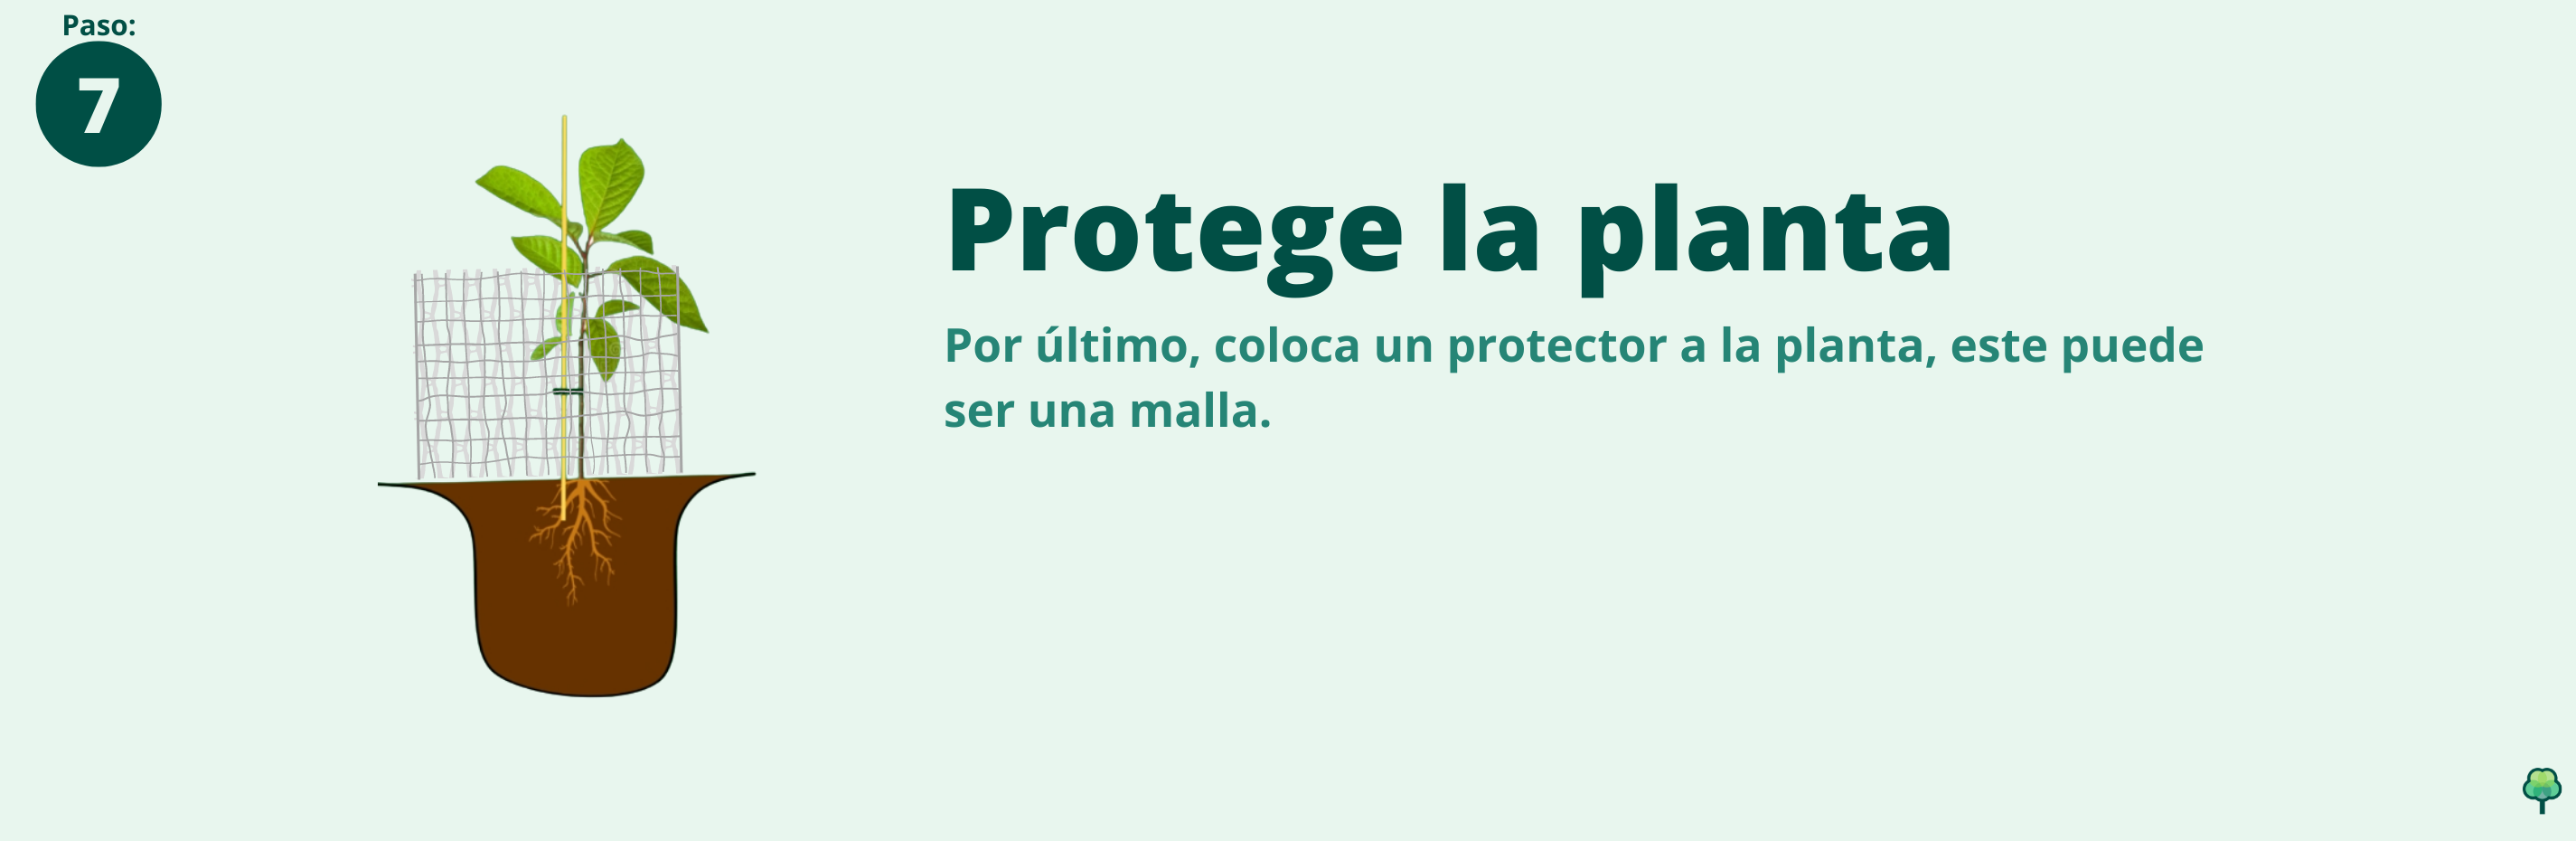 Paso:
7
Protege la planta
Por último, coloca un protector a la planta, este puede
ser una malla.